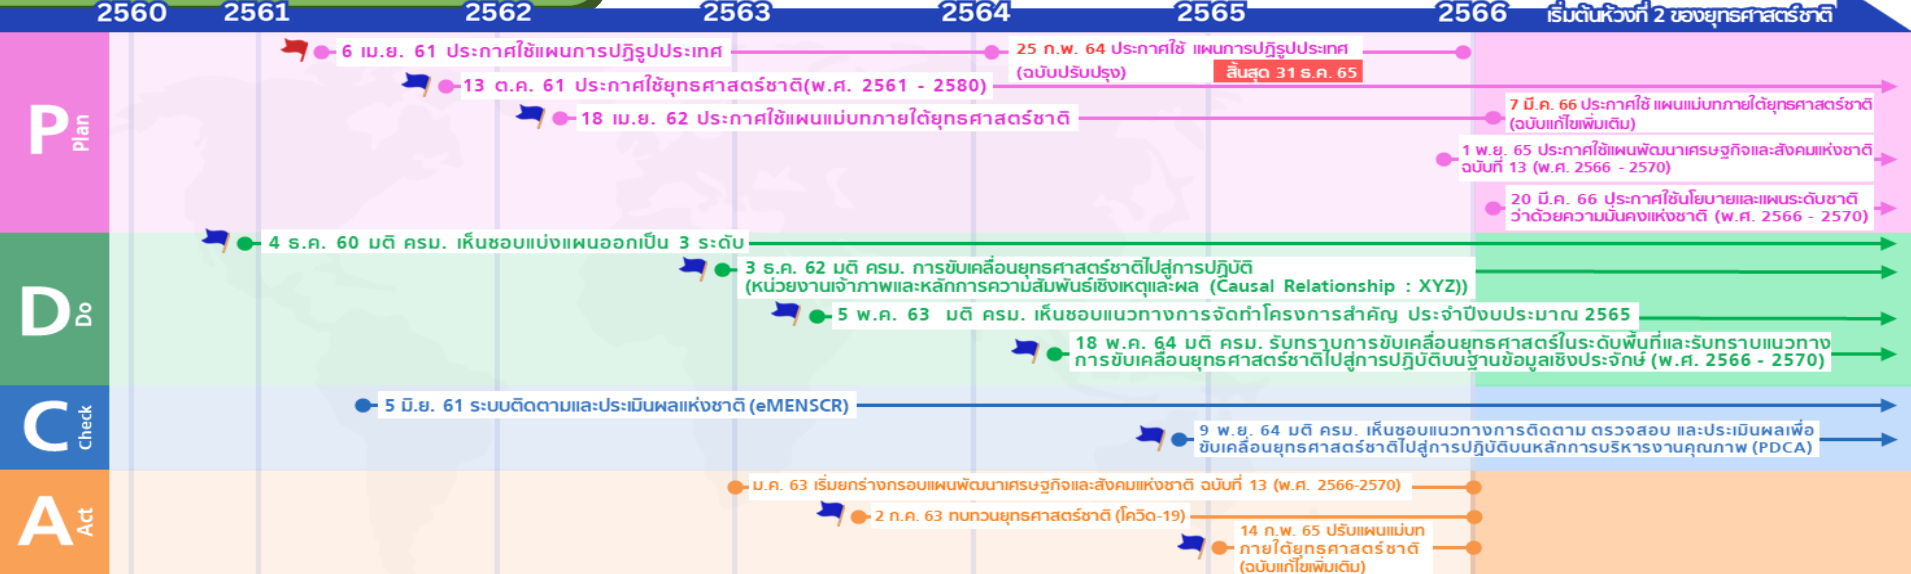 2560 2561 2562 2563 2564 2565 2566 เริ่มต้นห้วงที่ 2 ของยุทธศาสตร์ชาติ
P
Plan
6 เม.ย. 61 ประกาศใช้แผนการปฏิรูปประเทศ
25 ก.พ. 64 ประกาศใช้ แผนการปฏิรูปประเทศ
(ฉบับปรับปรุง)
สิ้นสุด 31 ธ.ค. 65
13 ต.ค. 61 ประกาศใช้ยุทธศาสตร์ชาติ(พ.ศ. 2561 - 2580)
18 เม.ย. 62 ประกาศใช้แผนแม่บทภายใต้ยุทธศาสตร์ชาติ
7 มี.ค. 66 ประกาศใช้ แผนแม่บทภายใต้ยุทธศาสตร์ชาติ
(ฉบับแก้ไขเพิ่มเติม)
1 พ.ย. 65 ประกาศใช้แผนพัฒนาเศรษฐกิจและสังคมแห่งชาติ
ฉบับที่ 13 (พ.ศ. 2566 - 2570)
20 มี.ค. 66 ประกาศใช้นโยบายและแผนระดับชาติ
ว่าด้วยความมั่นคงแห่งชาติ (พ.ศ. 2566 - 2570)
D
Do
4 ธ.ค. 60 มติ ครม. เห็นชอบแบ่งแผนออกเป็น 3 ระดับ
3 ธ.ค. 62 มติ ครม. การขับเคลื่อนยุทธศาสตร์ชาติไปสู่การปฏิบัติ
(หน่วยงานเจ้าภาพและหลักการความสัมพันธ์เชิงเหตุและผล (Causal Relationship : XYZ))
5 พ.ค. 63 มติ ครม. เห็นชอบแนวทางการจัดทำโครงการสำคัญ ประจำปีงบประมาณ 2565
18 พ.ค. 64 มติ ครม. รับทราบการขับเคลื่อนยุทธศาสตร์ในระดับพื้นที่และรับทราบแนวทาง
การขับเคลื่อนยุทธศาสตร์ชาติไปสู่การปฏิบัติบนฐานข้อมูลเชิงประจักษ์ (พ.ศ. 2566 - 2570)
C
Check
5 มิ.ย. 61 ระบบติดตามและประเมินผลแห่งชาติ (eMENSCR)
9 พ.ย. 64 มติ ครม. เห็นชอบแนวทางการติดตาม ตรวจสอบ และประเมินผลเพื่อ
ขับเคลื่อนยุทธศาสตร์ชาติไปสู่การปฏิบัติบนหลักการบริหารงานคุณภาพ (PDCA)
A
Act
ม.ค. 63 เริ่มยกร่างกรอบแผนพัฒนาเศรษฐกิจและสังคมแห่งชาติ ฉบับที่ 13 (พ.ศ. 2566-2570)
2 ก.ค. 63 ทบทวนยุทธศาสตร์ชาติ (โควิด-19)
14 ก.พ. 65 ปรับแผนแม่บท
ภายใต้ยุทธศาสตร์ชาติ
(ฉบับแก้ไขเพิ่มเติม)